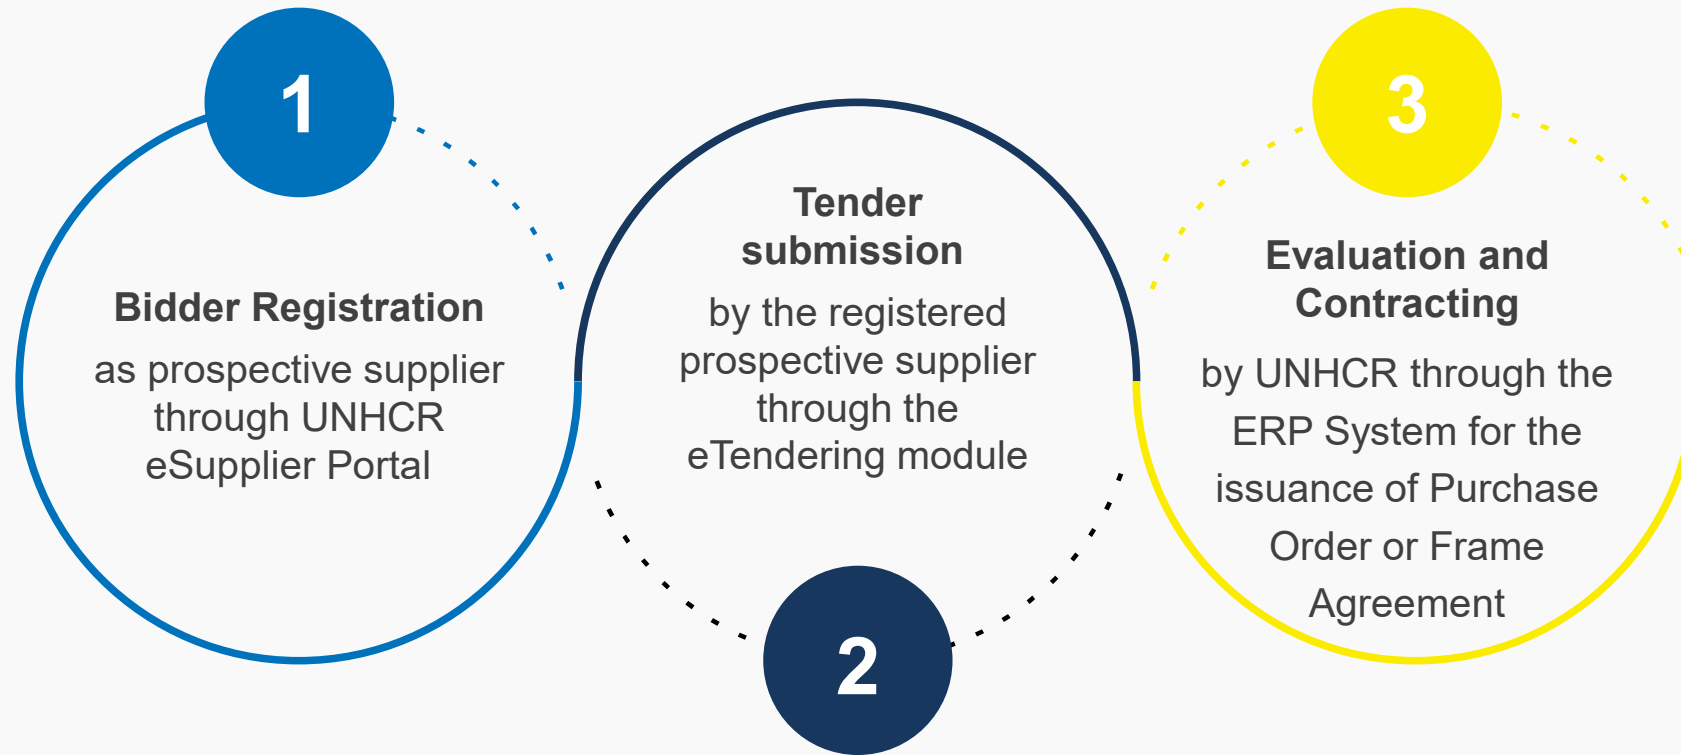 1
Bidder Registration
as prospective supplier
through UNHCR
eSupplier Portal
Tender
submission
by the registered
prospective supplier
through the
eTendering module
2
3
Evaluation and
Contracting
by UNHCR through the
ERP System for the
issuance of Purchase
Order or Frame
Agreement